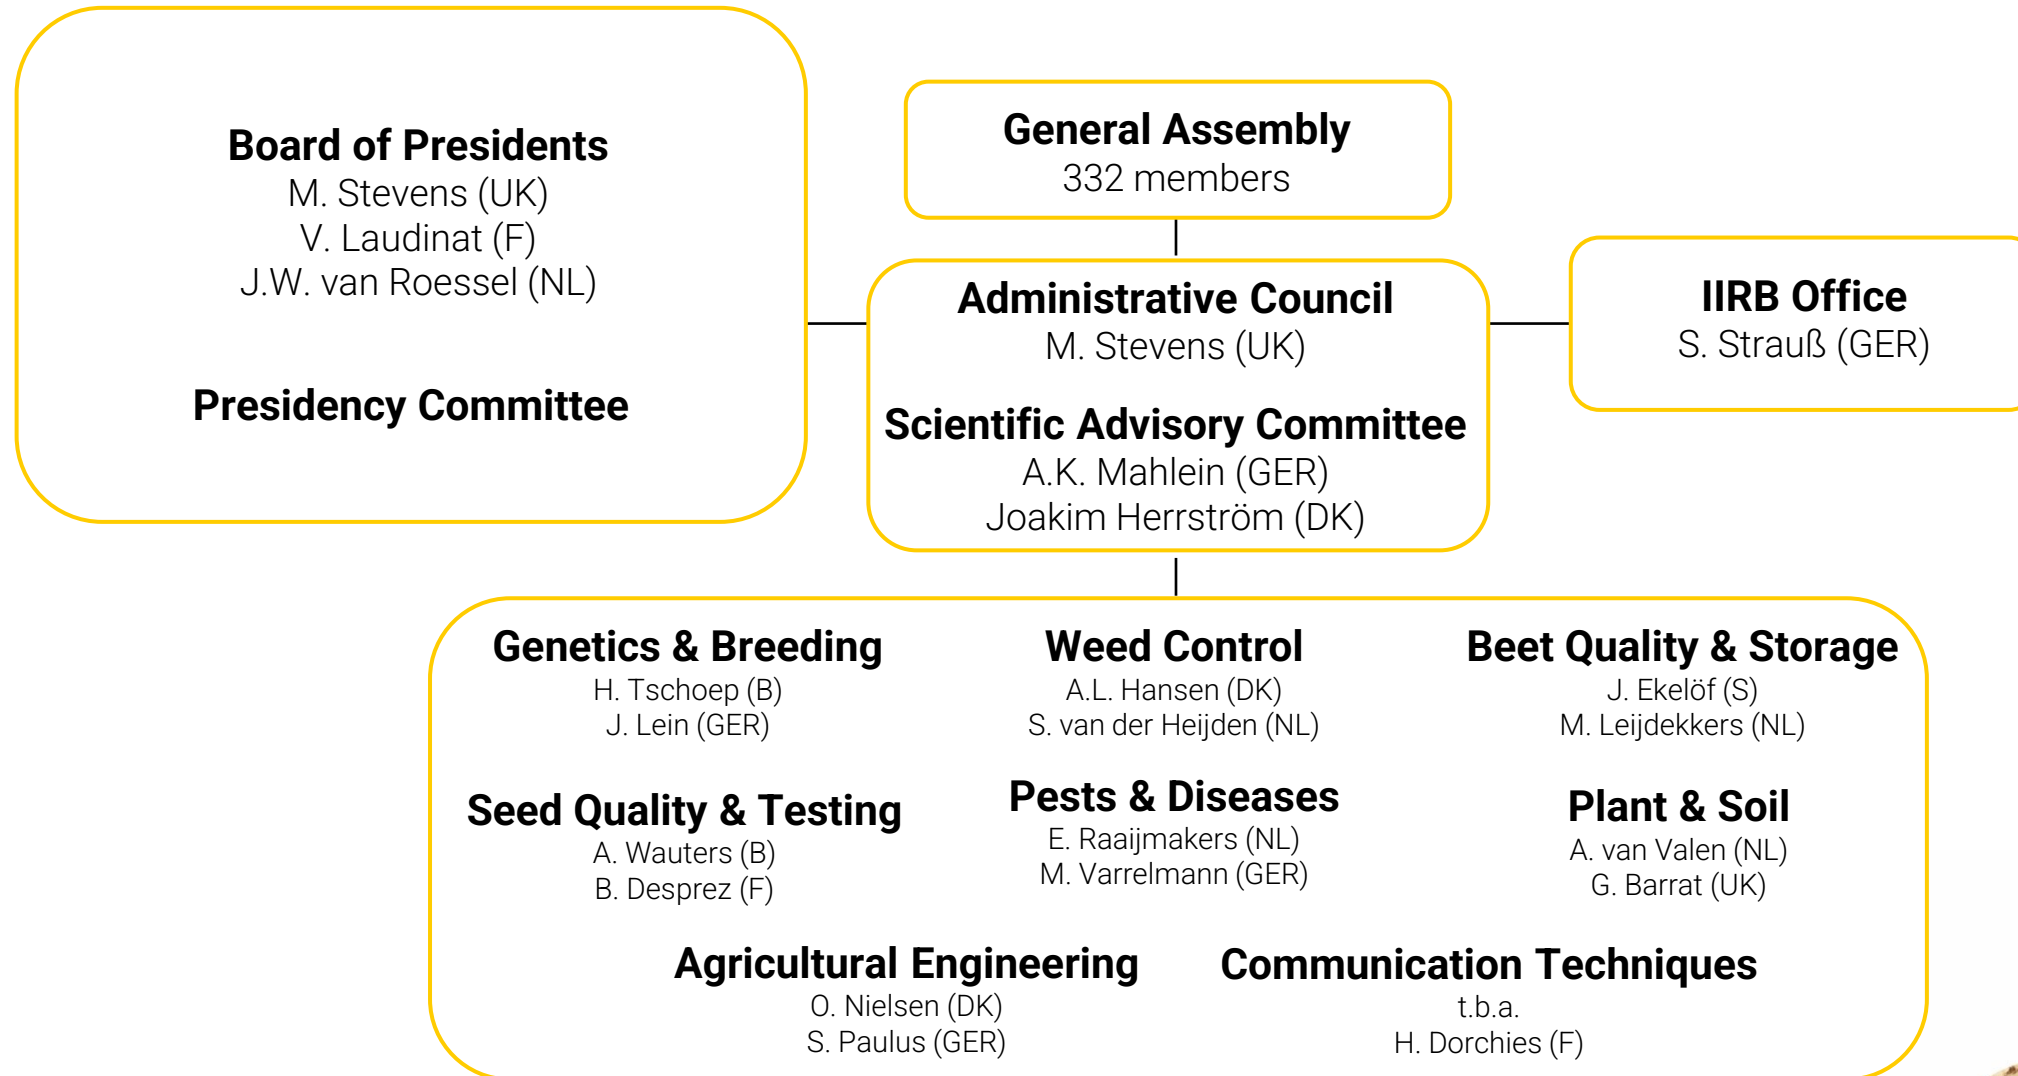 Board of Presidents
M. Stevens (UK)
V. Laudinat (F)
J.W. van Roessel (NL)
Presidency Committee
General Assembly
332 members
Administrative Council
M. Stevens (UK)
Scientific Advisory Committee
A.K. Mahlein (GER)
Joakim Herrström (DK)
IIRB Office
S. Strauß (GER)
Genetics & Breeding
H. Tschoep (B)
J. Lein (GER)
Weed Control
A.L. Hansen (DK)
S. van der Heijden (NL)
Beet Quality & Storage
J. Ekelöf (S)
M. Leijdekkers (NL)
Seed Quality & Testing
A. Wauters (B)
B. Desprez (F)
Pests & Diseases
E. Raaijmakers (NL)
M. Varrelmann (GER)
Plant & Soil
A. van Valen (NL)
G. Barrat (UK)
Agricultural Engineering
O. Nielsen (DK)
S. Paulus (GER)
Communication Techniques
t.b.a.
H. Dorchies (F)